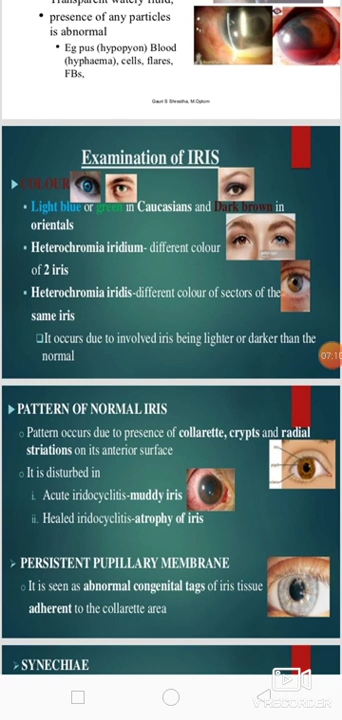 Transparent watery fluid,
• presence of any particles
is abnormal
• Eg pus (hypopyon) Blood
(hyphaema), cells, flares,
FBs,
Gauri S Shrestha, M.Optom
Examination of IRIS
COLOUR
Light blue or green in Caucasians and Dark brown in
orientals
Heterochromia iridium- different colour
of 2 iris
Heterochromia iridis-different colour of sectors of the
same iris
It occurs due to involved iris being lighter or darker than the
normal
07:10
PATTERN OF NORMAL IRIS
Pattern occurs due to presence of collarette, crypts and radial
striations on its anterior surface
It is disturbed in
i. Acute iridocyclitis-muddy iris
ii. Healed iridocyclitis-atrophy of iris
PERSISTENT PUPILLARY MEMBRANE
It is seen as abnormal congenital tags of iris tissue
adherent to the collarette area
SYNECHIAE
V RECORDER